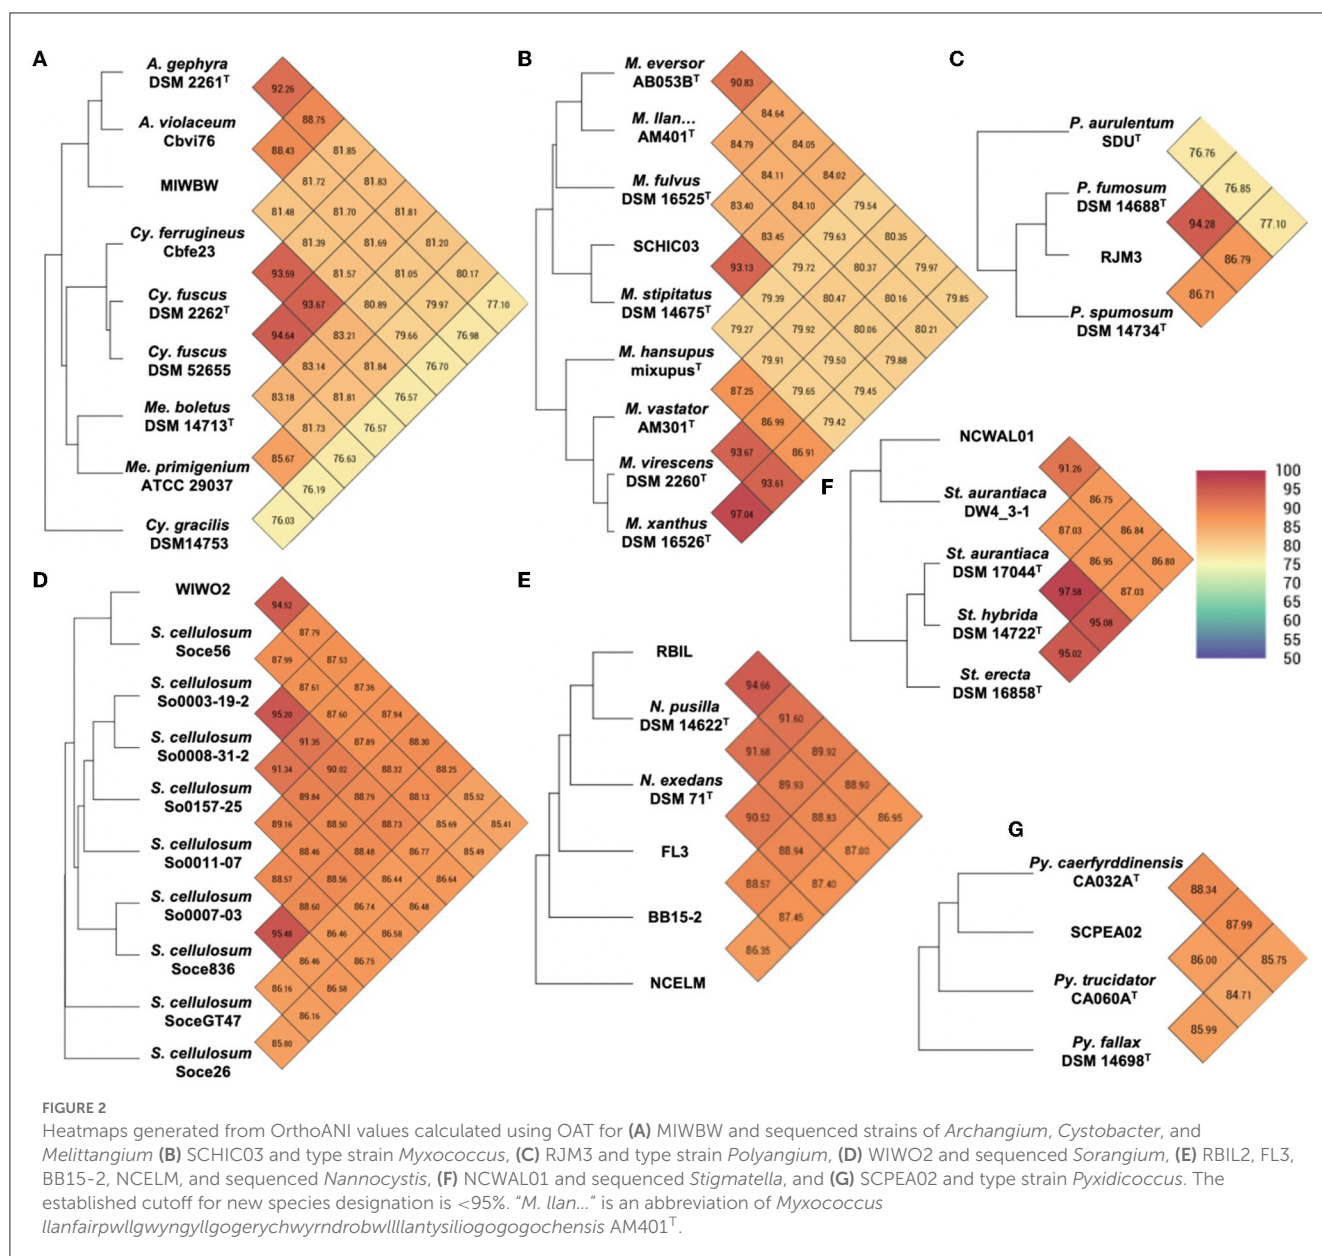 A
A. gephyra
DSM 2261ᵀ
A. violaceum
Cbvi76
MIWBW
Cy. ferrugineus
Cbfe23
Cy. fuscus
DSM 2262ᵀ
Cy. fuscus
DSM 52655
Me. boletus
DSM 14713ᵀ
Me. primigenium
ATCC 29037
Cy. gracilis
DSM14753
92.26
88.75
88.43 81.85
81.72 81.83
81.48 81.70 81.81
81.39 81.69 81.20
93.59 81.57 81.05 80.17
93.67 80.89 79.97 77.10
94.64 83.21 79.66 76.98
83.14 81.84 76.70
83.18 81.81 76.57
81.73 76.57
85.67 76.63
76.19
76.03
B
M. eversor
AB053Bᵀ
M. llan...
AM401ᵀ
M. fulvus
DSM 16525ᵀ
SCHIC03
M. stipitatus
DSM 14675ᵀ
M. hansupus
mixupusᵀ
M. vastator
AM301ᵀ
M. virescens
DSM 2260ᵀ
M. xanthus
DSM 16526ᵀ
90.83
84.64
84.79 84.05
84.11 84.02
83.40 84.10 79.54
83.45 79.63 80.35
93.13 79.72 80.37 79.97
79.39 80.47 80.16 79.85
79.27 79.92 80.06 80.21
79.91 79.50 79.88
87.25 79.65 79.45
86.99 79.42
93.67 86.91
93.61
97.04
C
P. aurulentum
SDUᵀ
P. fumosum
DSM 14688ᵀ
RJM3
P. spumosum
DSM 14734ᵀ
76.76
76.85
94.28 77.10
86.79
86.71
D
WIWO2
S. cellulosum
Soce56
S. cellulosum
So0003-19-2
S. cellulosum
So0008-31-2
S. cellulosum
So0157-25
S. cellulosum
So0011-07
S. cellulosum
So0007-03
S. cellulosum
Soce836
S. cellulosum
SoceGT47
S. cellulosum
Soce26
94.52
87.79
87.99 87.53
87.61 87.36
95.20 87.60 87.94
91.35 87.89 88.30
91.34 90.02 88.32 88.25
89.84 88.79 88.13 85.52
89.16 88.50 88.73 85.69 85.41
88.46 88.48 86.77 85.49
88.57 88.56 86.44 86.64
88.60 86.74 86.48
95.48 86.46 86.58
86.46 86.75
86.16 86.58
86.16
85.80
E
RBIL
N. pusilla
DSM 14622ᵀ
N. exedans
DSM 71ᵀ
FL3
BB15-2
NCELM
94.66
91.60
91.68 89.92
89.93 88.90
90.52 88.83 86.95
88.94 87.00
88.57 87.40
87.45
86.35
F
NCWAL01
St. aurantiaca
DW4_3-1
St. aurantiaca
DSM 17044ᵀ
St. hybrida
DSM 14722ᵀ
St. erecta
DSM 16858ᵀ
91.26
86.75
87.03 86.84
86.95 86.80
97.58 87.03
95.08
95.02
100
95
90
85
80
75
70
65
60
55
50
G
Py. caerfyrddinensis
CA032Aᵀ
SCPEA02
Py. trucidator
CA060Aᵀ
Py. fallax
DSM 14698ᵀ
88.34
87.99
86.00 85.75
84.71
85.99
FIGURE 2
Heatmaps generated from OrthoANI values calculated using OAT for (A) MIWBW and sequenced strains of Archangium, Cystobacter, and
Melittangium (B) SCHIC03 and type strain Myxococcus, (C) RJM3 and type strain Polyangium, (D) WIWO2 and sequenced Sorangium, (E) RBIL2, FL3,
BB15-2, NCELM, and sequenced Nannocystis, (F) NCWAL01 and sequenced Stigmatella, and (G) SCPEA02 and type strain Pyxidicoccus. The
established cutoff for new species designation is <95%. "M. llan..." is an abbreviation of Myxococcus
llanfairpwllgwyngyllgogerychwyrndrobwllllantysiliogogogochensis AM401ᵀ.